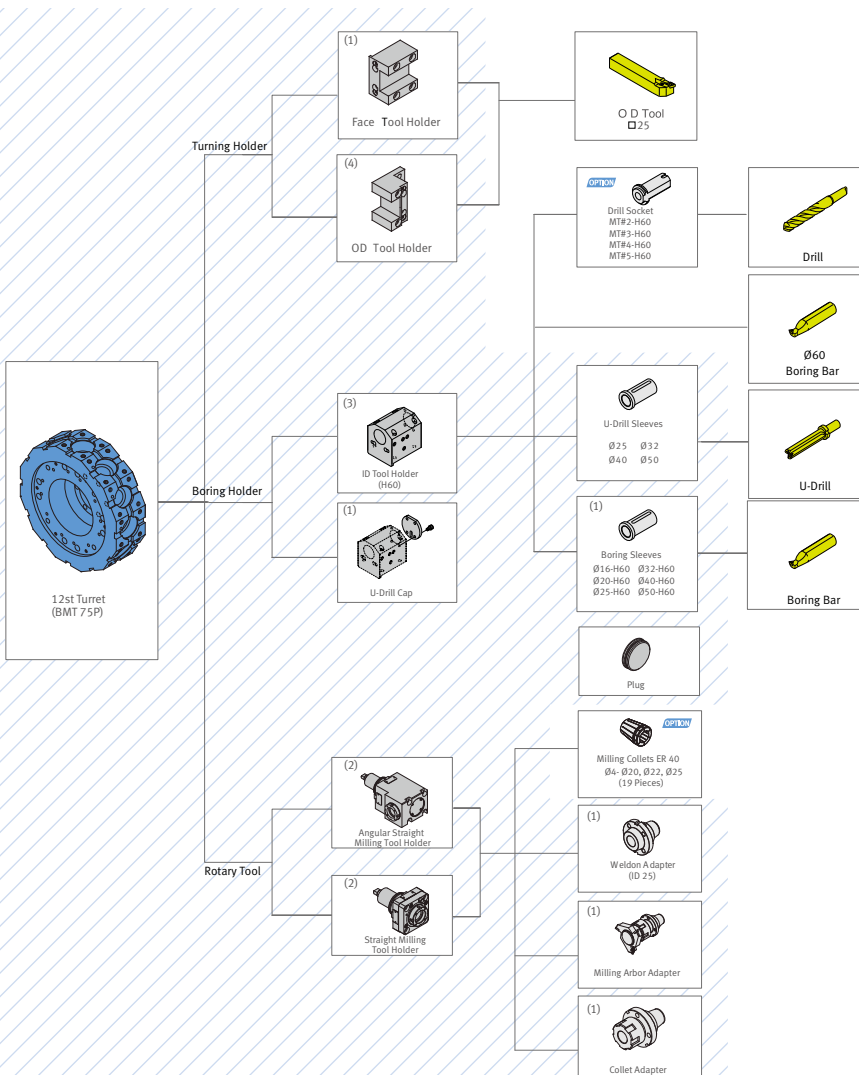 (1)
Face Tool Holder
O D Tool
□25
Turning Holder
(4)
OD Tool Holder
OPTION
Drill Socket
MT#2-H60
MT#3-H60
MT#4-H60
MT#5-H60
Drill
Ø60
Boring Bar
12st Turret
(BMT 75P)
Boring Holder
(3)
ID Tool Holder
(H60)
(1)
U-Drill Cap
U-Drill Sleeves
Ø25 Ø32
Ø40 Ø50
U-Drill
(1)
Boring Sleeves
Ø16-H60 Ø32-H60
Ø20-H60 Ø40-H60
Ø25-H60 Ø50-H60
Boring Bar
Plug
Rotary Tool
(2)
Angular Straight
Milling Tool Holder
(2)
Straight Milling
Tool Holder
OPTION
Milling Collets ER 40
Ø4- Ø20, Ø22, Ø25
(19 Pieces)
(1)
Weldon Adapter
(ID 25)
(1)
Milling Arbor Adapter
(1)
Collet Adapter